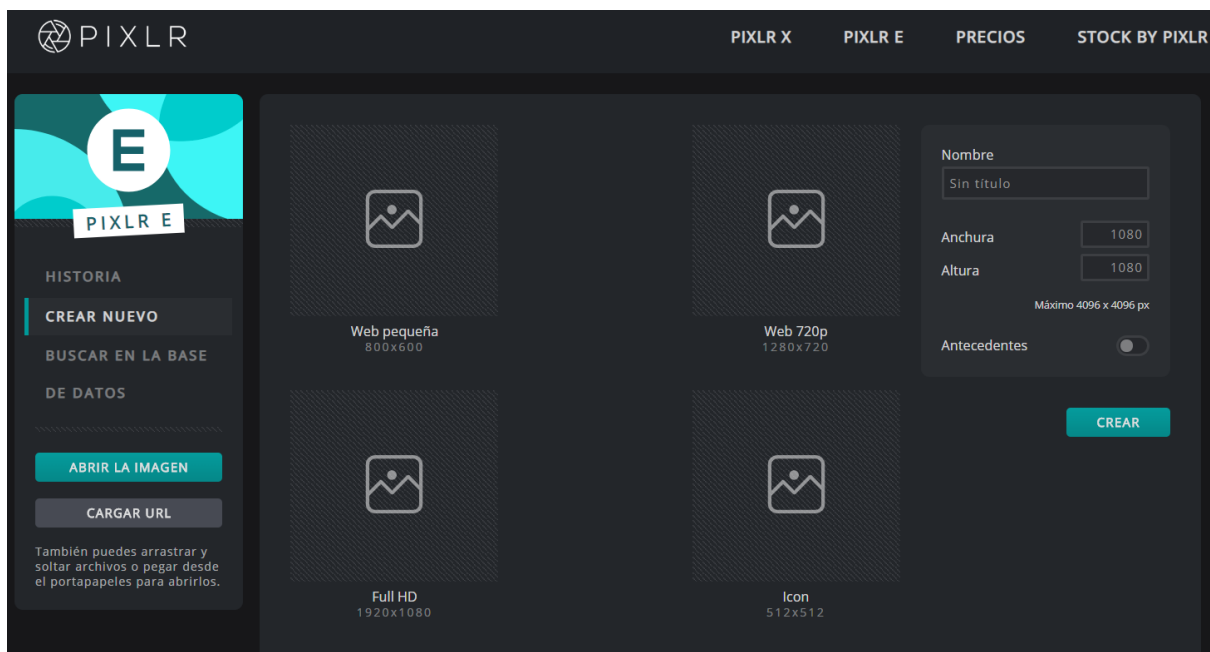 PIXLR
PIXLR X
PIXLR E
PRECIOS
STOCK BY PIXLR
E
PIXLR E
HISTORIA
CREAR NUEVO
BUSCAR EN LA BASE
DE DATOS
ABRIR LA IMAGEN
CARGAR URL
También puedes arrastrar y
soltar archivos o pegar desde
el portapapeles para abrirlos.
Web pequeña
800x600
Web 720p
1280x720
Full HD
1920x1080
Icon
512x512
Nombre
Sin título
Anchura 1080
Altura 1080
Máximo 4096 x 4096 px
Antecedentes
CREAR